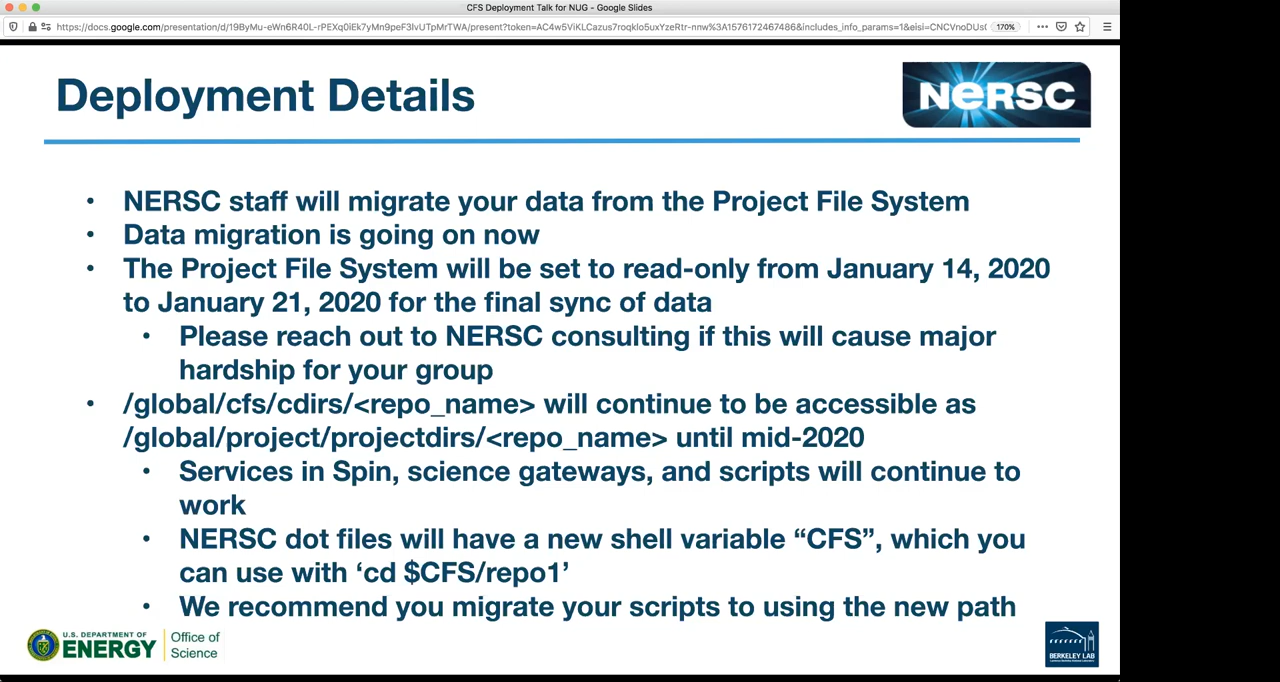 CFS Deployment Talk for NUG - Google Slides
170%
Deployment Details
NERSC
• NERSC staff will migrate your data from the Project File System
• Data migration is going on now
• The Project File System will be set to read-only from January 14, 2020
to January 21, 2020 for the final sync of data
• Please reach out to NERSC consulting if this will cause major
hardship for your group
• /global/cfs/cdirs/<repo_name> will continue to be accessible as
/global/project/projectdirs/<repo_name> until mid-2020
• Services in Spin, science gateways, and scripts will continue to
work
• NERSC dot files will have a new shell variable “CFS”, which you
can use with ‘cd $CFS/repo1’
• We recommend you migrate your scripts to using the new path
U.S. DEPARTMENT OF
ENERGY
Office of
Science
BERKELEY LAB